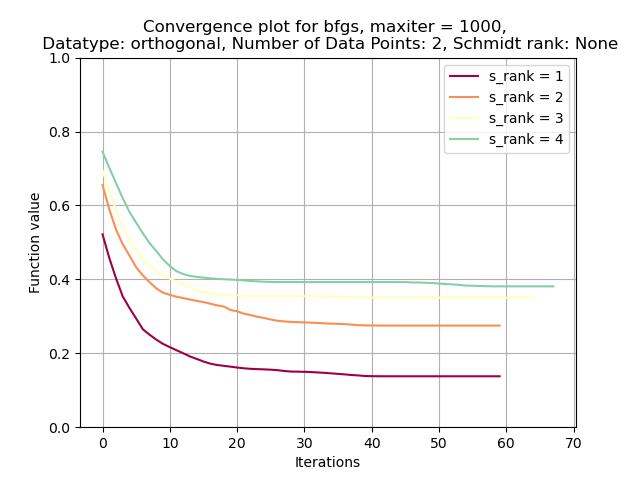 Convergence plot for bfgs, maxiter = 1000,
Datatype: orthogonal, Number of Data Points: 2, Schmidt rank: None
s_rank = 1
s_rank = 2
s_rank = 3
s_rank = 4
Function value
1.0
0.8
0.6
0.4
0.2
0.0
0 10 20 30 40 50 60 70
Iterations